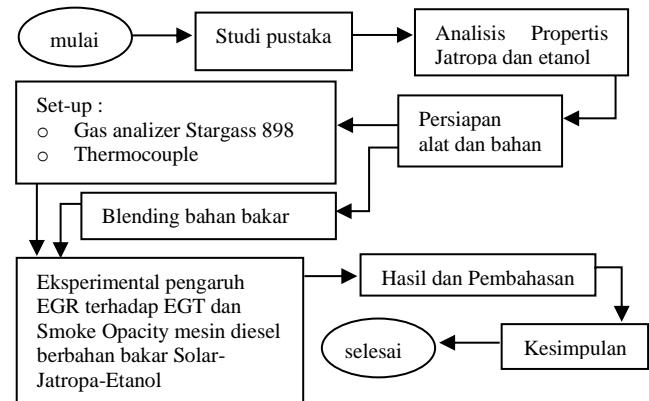 mulai
Studi pustaka
Analisis Propertis
Jatropa dan etanol
Persiapan
alat dan bahan
Set-up :
o Gas analizer Stargass 898
o Thermocouple
Blending bahan bakar
Eksperimental pengaruh
EGR terhadap EGT dan
Smoke Opacity mesin diesel
berbahan bakar Solar-
Jatropa-Etanol
Hasil dan Pembahasan
Kesimpulan
selesai